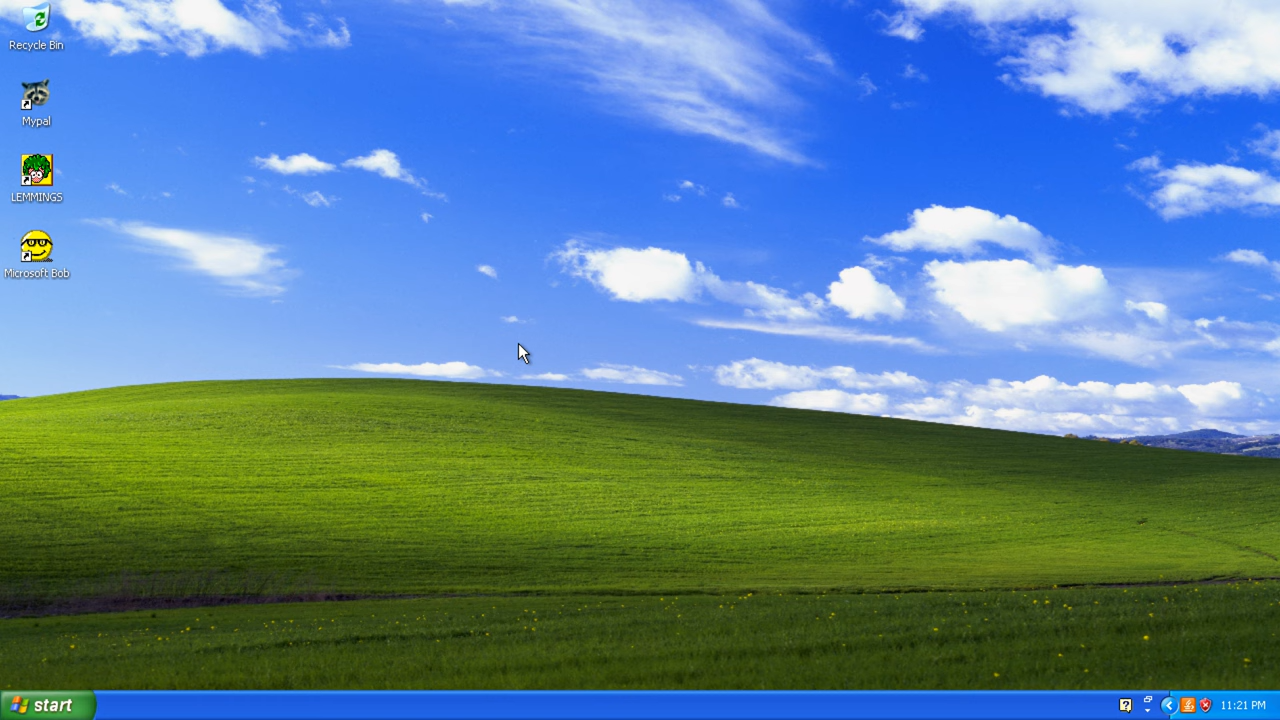 Recycle Bin
Mypal
LEMMINGS
Microsoft Bob
start
?
11:21 PM